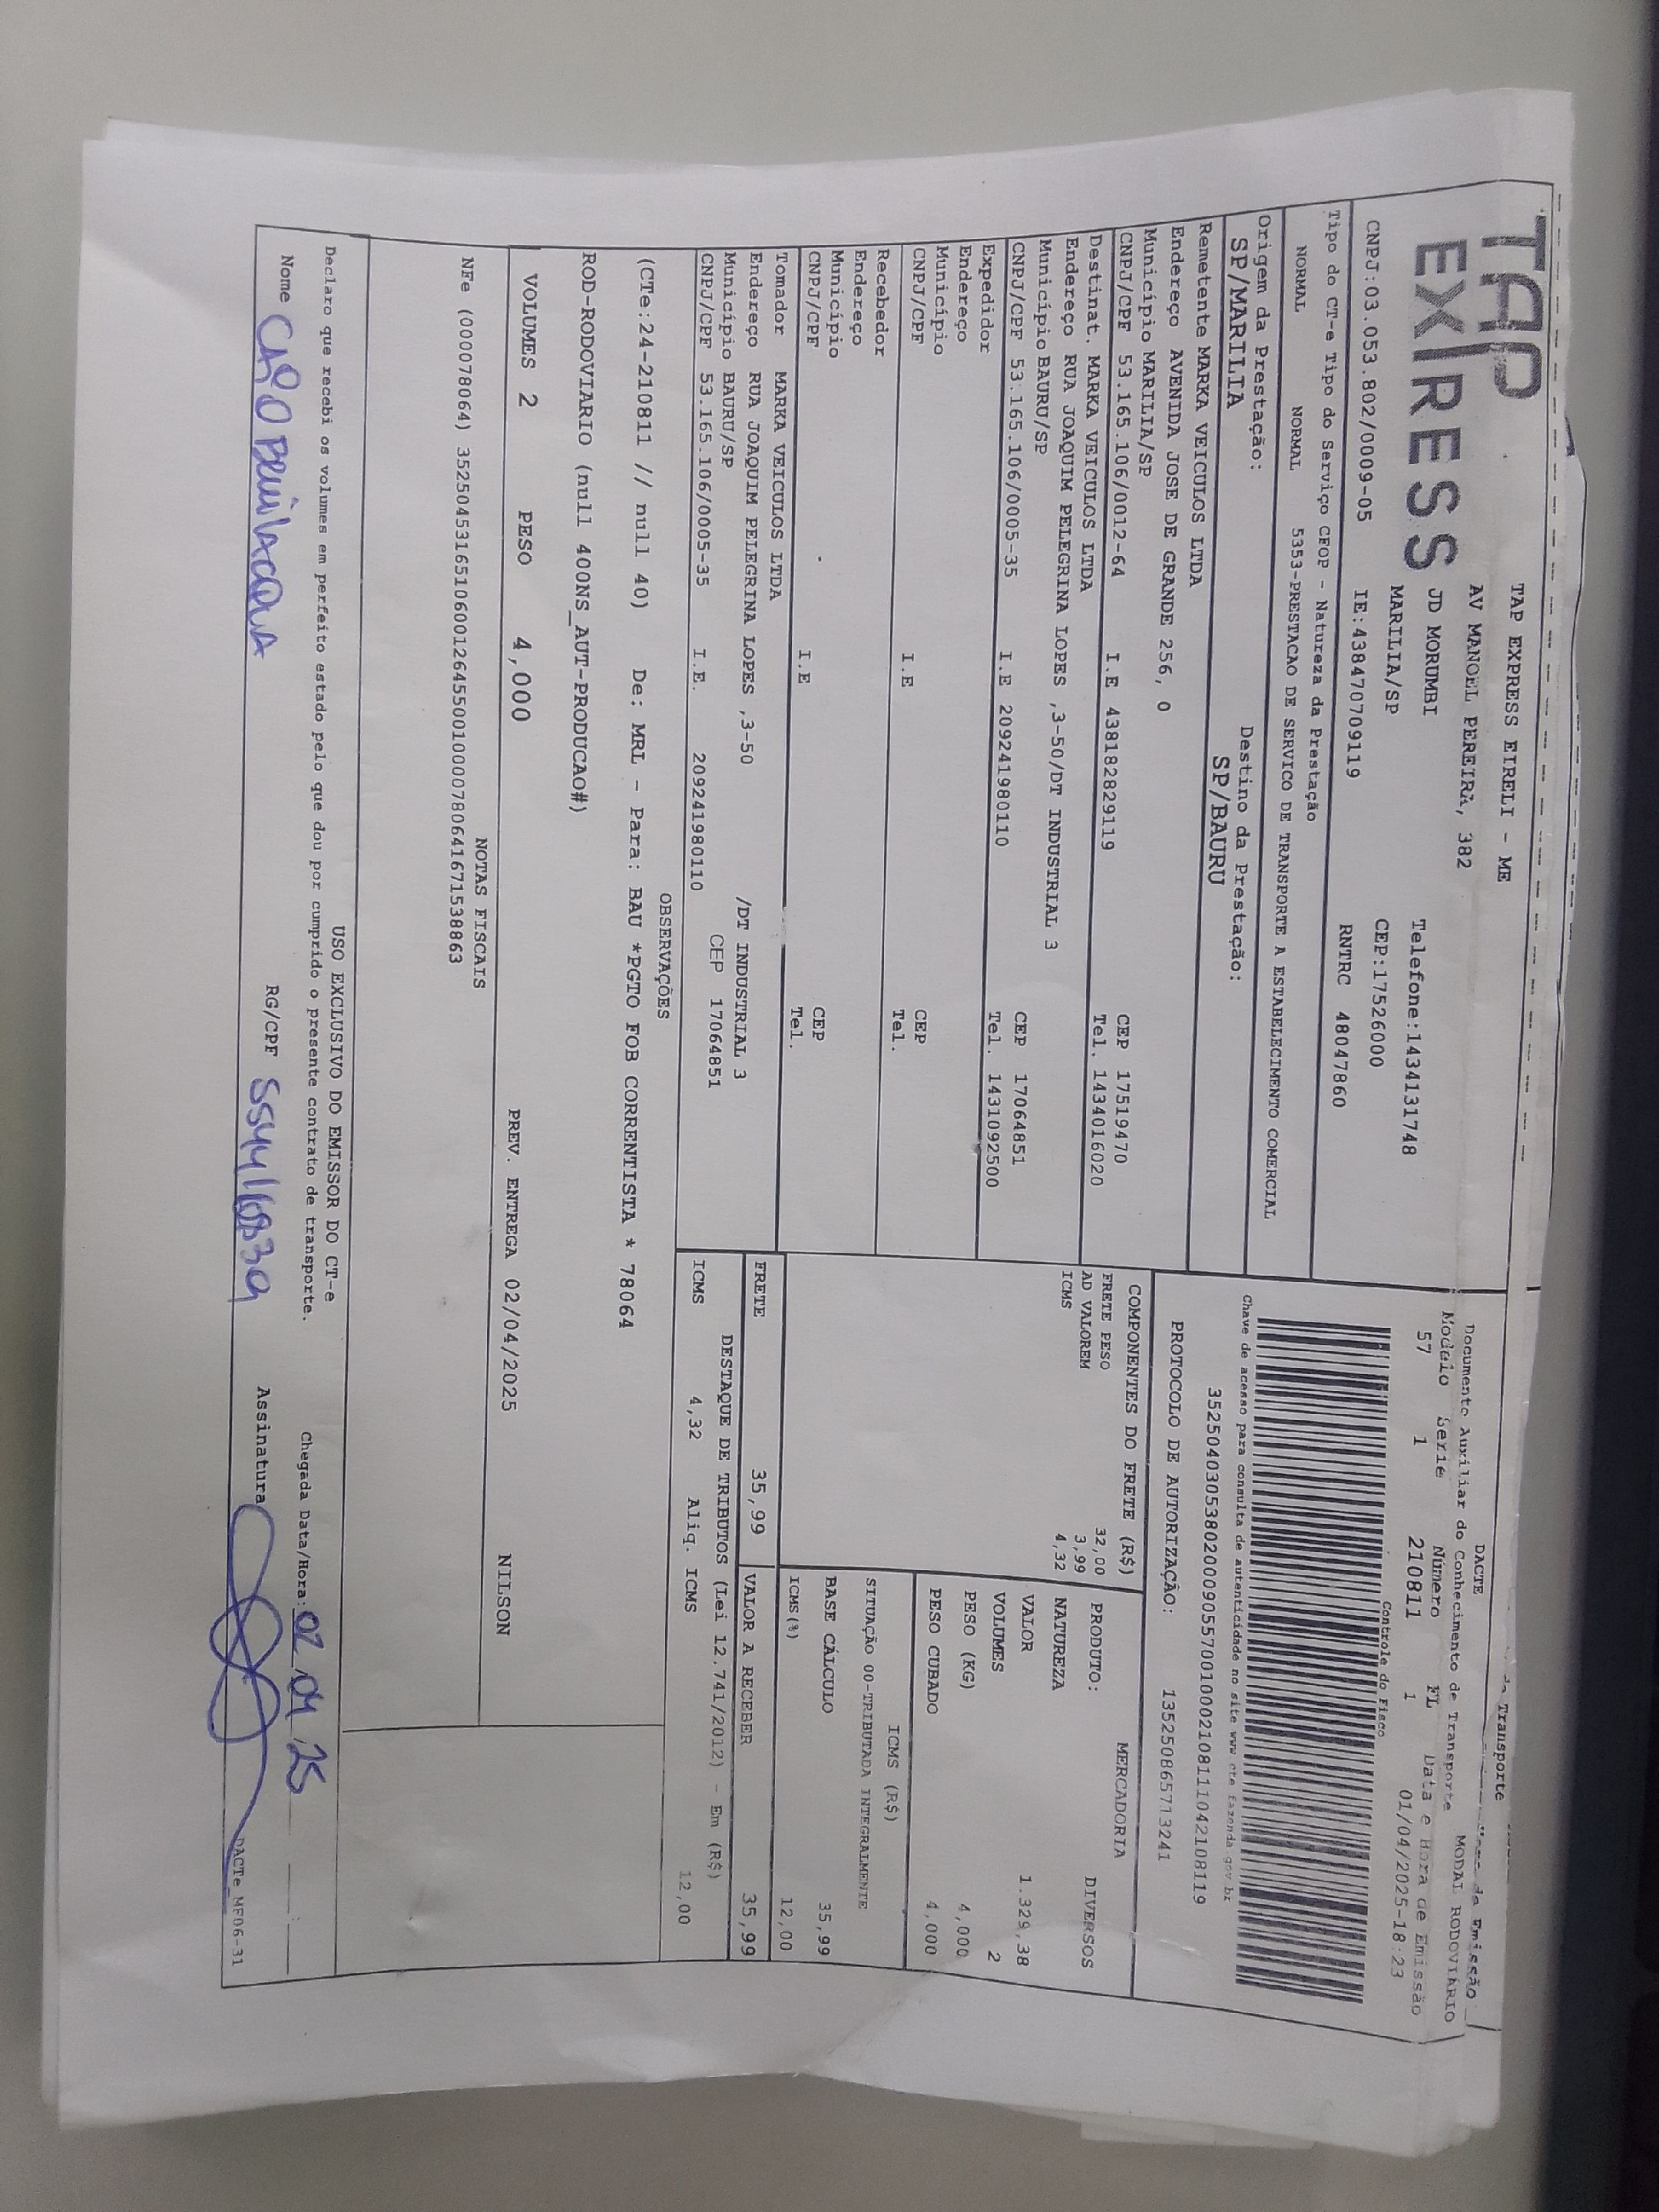 TAP
EXPRESS
TAP EXPRESS EIRELI - ME
AV MANOEL PEREIRA, 382
JD MORUMBI
MARILIA/SP
Telefone:1434131748
CEP:17526000
CNPJ:03.053.802/0009-05 IE:438470709119 RNTRC 48047860
Tipo do CT-e Tipo do Serviço CFOP - Natureza da Prestação
NORMAL NORMAL 5353-PRESTACAO DE SERVICO DE TRANSPORTE A ESTABELECIMENTO COMERCIAL
Origem da Prestação: Destino da Prestação:
SP/MARILIA SP/BAURU
Transporte
Emissão
DACTE
Documento Auxiliar do Conhecimento de Transporte MODAL RODOVIÁRIO
Modelo Serie Número FL Data e Hora de Emissão
57 1 210811 1 01/04/2025-18:23
Controle do Fisco
Chave de acesso para consulta de autenticidade no site www cte fazenda gov br
35250403053802000905570010002108111042108119
PROTOCOLO DE AUTORIZAÇÃO: 135250865713241
Remetente MARKA VEICULOS LTDA
Endereço AVENIDA JOSE DE GRANDE 256, 0
Município MARILIA/SP CEP 17519470
CNPJ/CPF 53.165.106/0012-64 I.E 438182829119 Tel. 1434016020
Destinat. MARKA VEICULOS LTDA
Endereço RUA JOAQUIM PELEGRINA LOPES ,3-50/DT INDUSTRIAL 3
Município BAURU/SP CEP 17064851
CNPJ/CPF 53.165.106/0005-35 I.E 209241980110 Tel. 1431092500
Expedidor
Endereço
Município CEP
CNPJ/CPF I.E Tel.
Recebedor
Endereço
Município CEP
CNPJ/CPF I.E Tel.
Tomador MARKA VEICULOS LTDA
Endereço RUA JOAQUIM PELEGRINA LOPES ,3-50 /DT INDUSTRIAL 3
Município BAURU/SP CEP 17064851
CNPJ/CPF 53.165.106/0005-35 I.E. 209241980110
COMPONENTES DO FRETE (R$)
FRETE PESO 32,00
AD VALOREM 3,99
ICMS 4,32
MERCADORIA
PRODUTO: DIVERSOS
NATUREZA
VALOR 1.329,38
VOLUMES 2
PESO (KG) 4,000
PESO CUBADO 4,000
ICMS (R$)
SITUAÇÃO 00-TRIBUTADA INTEGRALMENTE
BASE CÁLCULO 35,99
ICMS(%) 12,00
FRETE 35,99 VALOR A RECEBER 35,99
DESTAQUE DE TRIBUTOS (Lei 12.741/2012) - Em (R$)
ICMS 4,32 Aliq. ICMS 12,00
OBSERVAÇÕES
(CTe:24-210811 // null 40) De: MRL - Para: BAU *PGTO FOB CORRENTISTA * 78064
ROD-RODOVIARIO (null 400NS_AUT-PRODUCAO#)
VOLUMES 2 PESO 4,000 PREV. ENTREGA 02/04/2025 NILSON
NOTAS FISCAIS
NFe (000078064) 35250453165106001264550010000780641671538863
USO EXCLUSIVO DO EMISSOR DO CT-e
Declaro que recebi os volumes em perfeito estado pelo que dou por cumprido o presente contrato de transporte. Chegada Data/Hora: 02 04 25
Nome RG/CPF Assinatura
DACTe_MF06-31